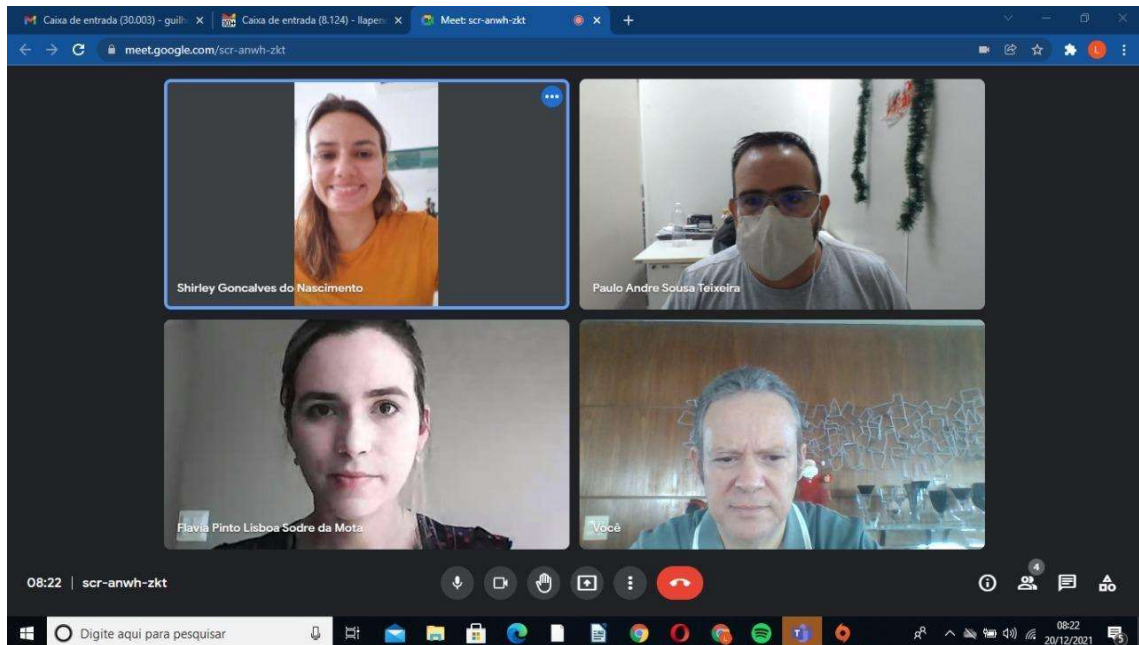 Caixa de entrada (30.003) - guilh
Caixa de entrada (8.124) - llapen
Meet: scr-anwh-zkt
meet.google.com/scr-anwh-zkt
L
Shirley Goncalves do Nascimento
Paulo Andre Sousa Teixeira
Flavia Pinto Lisboa Sodre da Mota
Você
08:22 | scr-anwh-zkt
4
Digite aqui para pesquisar
08:22
20/12/2021
5